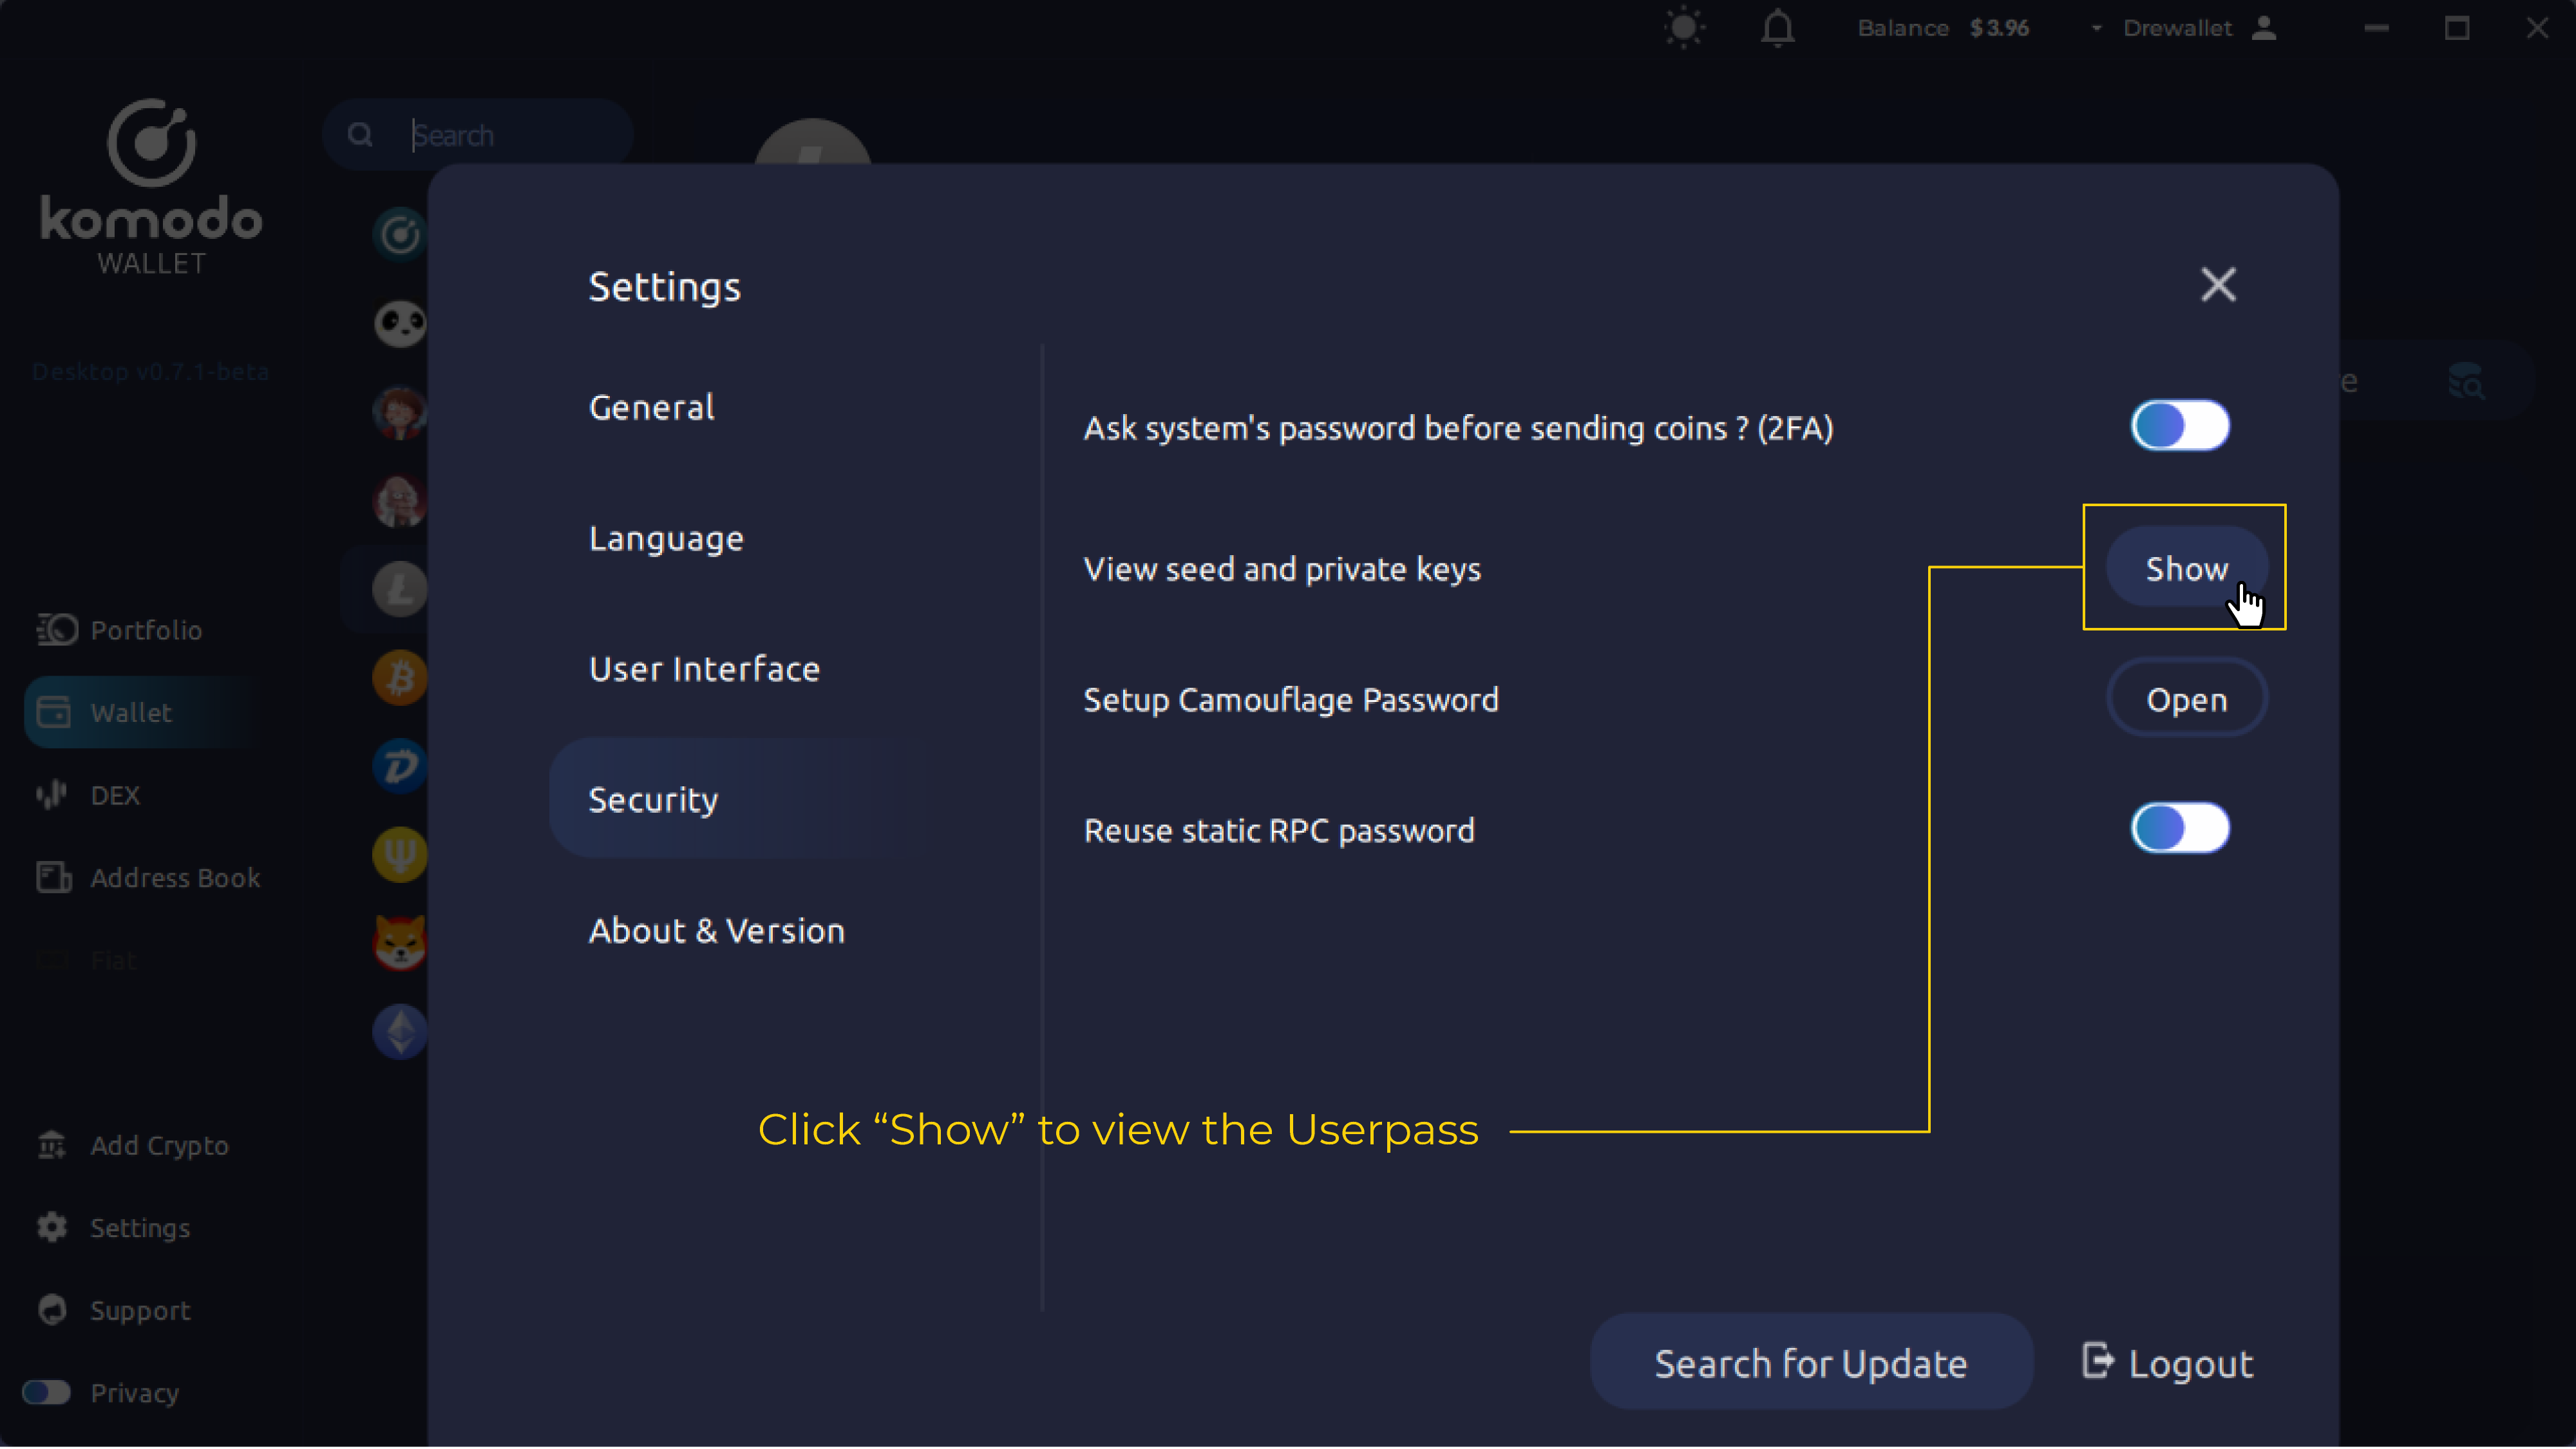 Balance $3.96 Drewallet
komodo
WALLET
Search
Desktop v0.7.1-beta
Portfolio
Wallet
DEX
Address Book
Fiat
Add Crypto
Settings
Support
Privacy
Settings
General
Language
User Interface
Security
About & Version
Ask system's password before sending coins ? (2FA)
View seed and private keys
Show
Setup Camouflage Password
Open
Reuse static RPC password
Click “Show” to view the Userpass
Search for Update
Logout